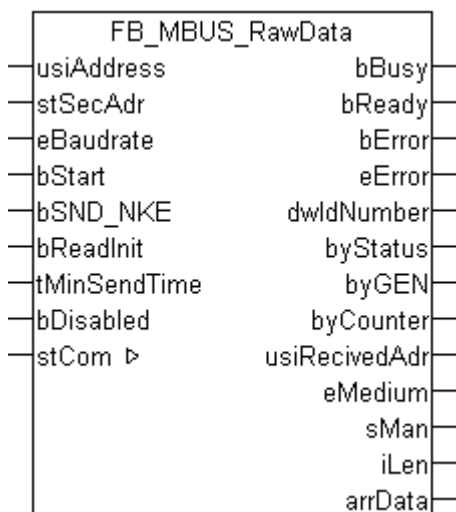 FB_MBUS_RawData
usiAddress bBusy
stSecAdr bReady
eBaudrate bError
bStart eError
bSND_NKE dwIdNumber
bReadInit byStatus
tMinSendTime byGEN
bDisabled byCounter
stCom ▷ usiRecivedAdr
eMedium
sMan
iLen
arrData